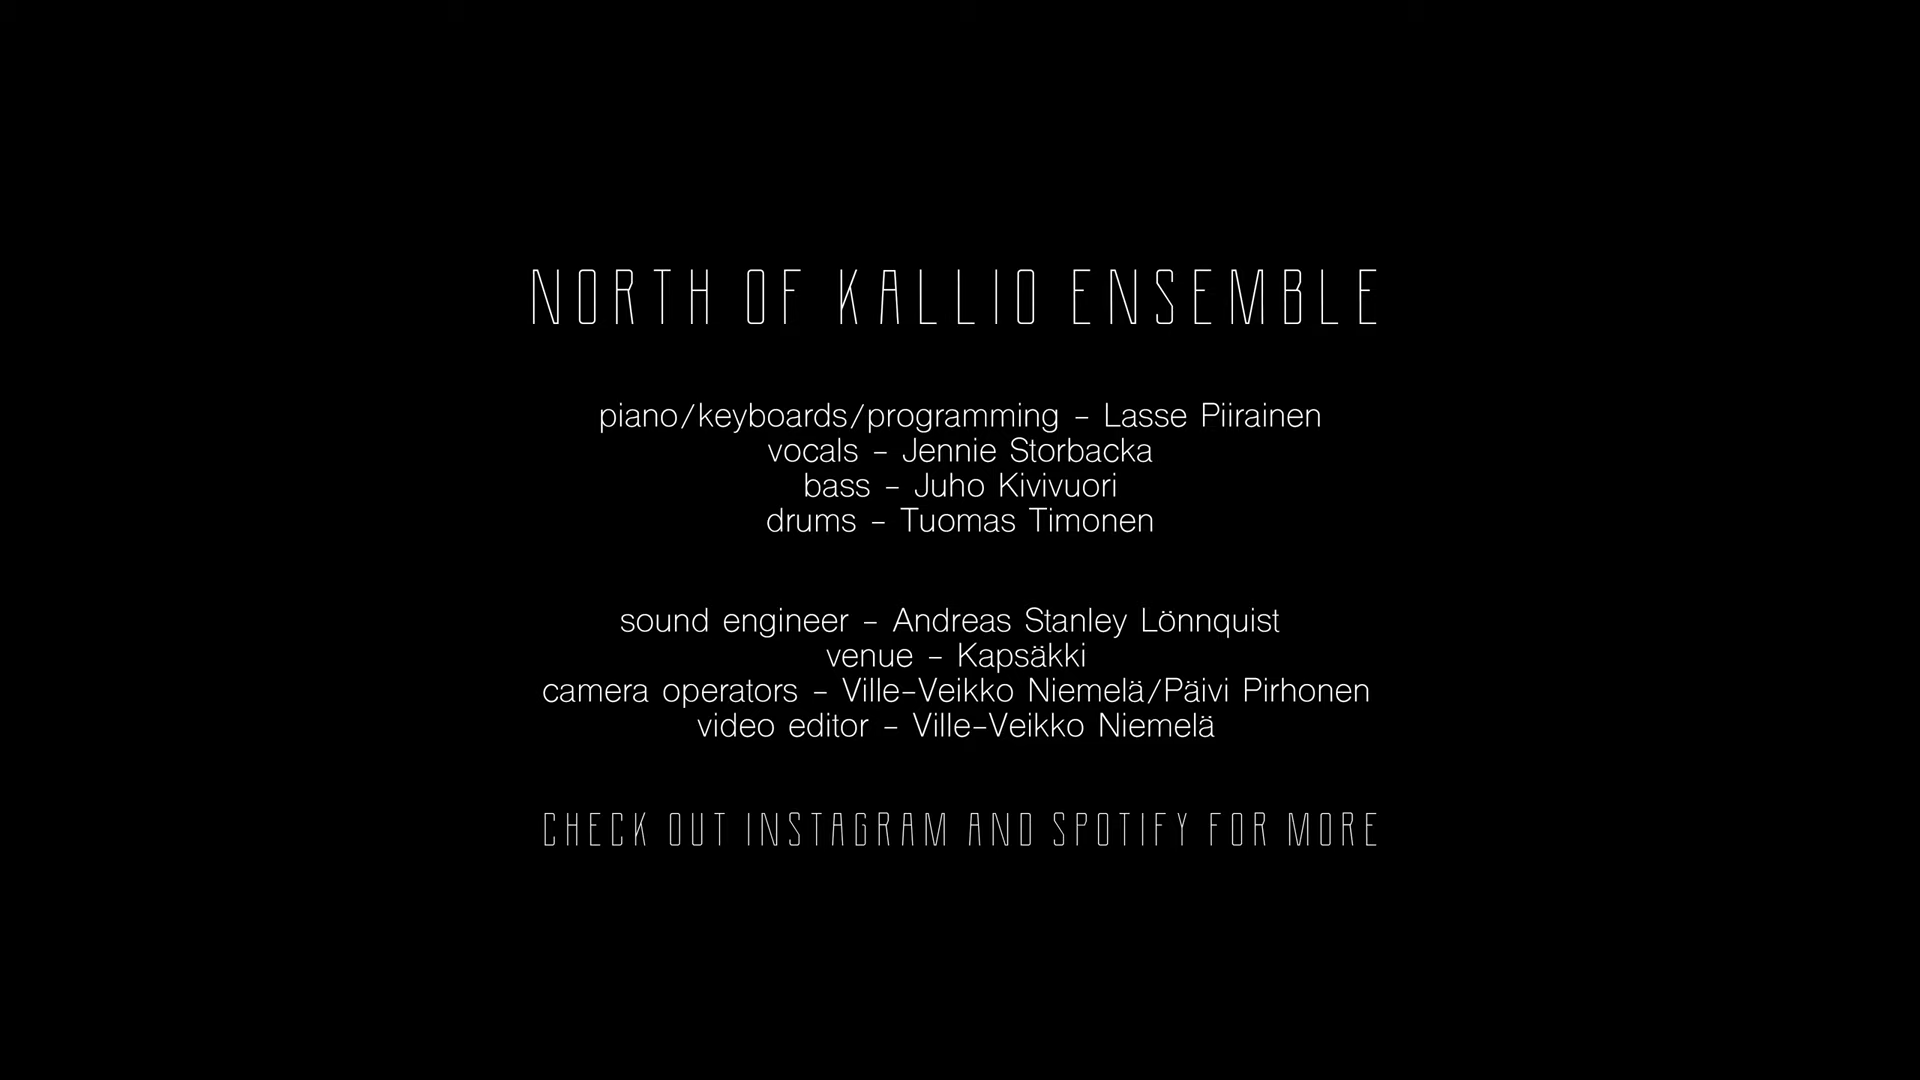 NORTH OF KALLIO ENSEMBLE
piano/keyboards/programming - Lasse Piirainen
vocals - Jennie Storbacka
bass - Juho Kivivuori
drums - Tuomas Timonen
sound engineer - Andreas Stanley Lönnquist
venue - Kapsäkki
camera operators - Ville-Veikko Niemelä/Päivi Pirhonen
video editor - Ville-Veikko Niemelä
CHECK OUT INSTAGRAM AND SPOTIFY FOR MORE